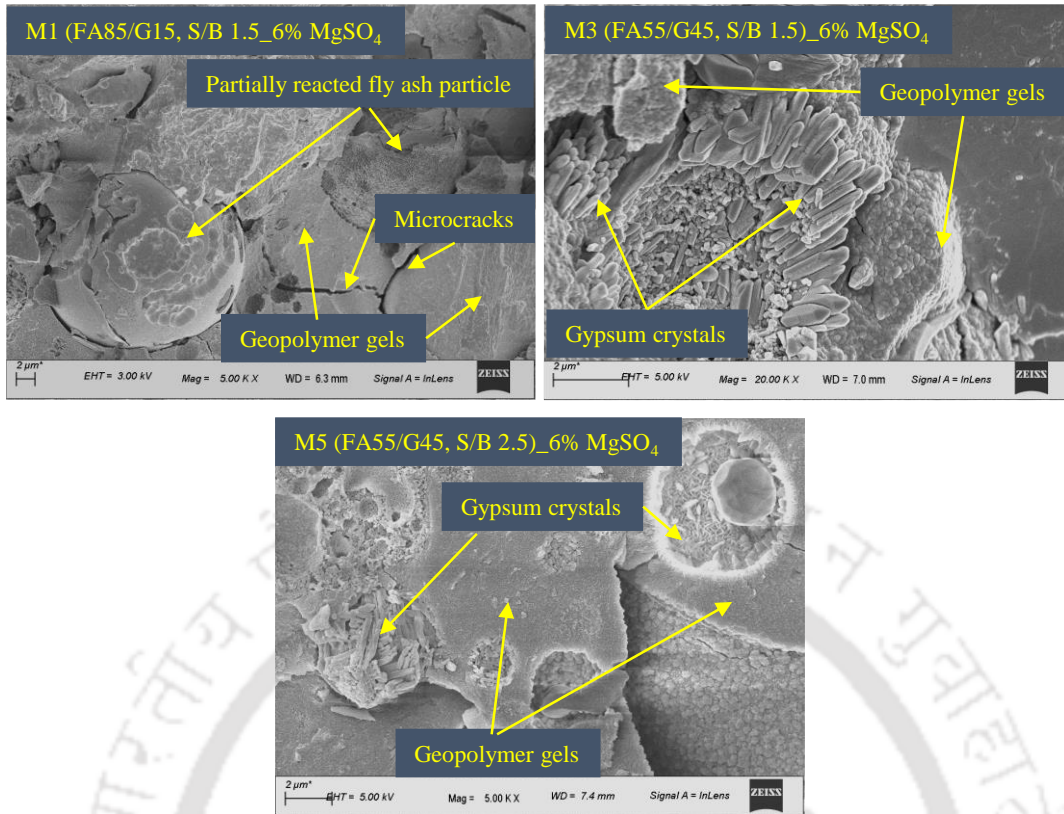 M1 (FA85/G15, S/B 1.5)_6% MgSO₄
Partially reacted fly ash particle
Microcracks
Geopolymer gels
2 µm*
EHT = 3.00 kV
Mag = 5.00 K X
WD = 6.3 mm
Signal A = InLens
ZEISS
M3 (FA55/G45, S/B 1.5)_6% MgSO₄
Geopolymer gels
Gypsum crystals
2 µm*
EHT = 5.00 kV
Mag = 20.00 K X
WD = 7.0 mm
Signal A = InLens
ZEISS
M5 (FA55/G45, S/B 2.5)_6% MgSO₄
Gypsum crystals
Geopolymer gels
2 µm*
EHT = 5.00 kV
Mag = 5.00 K X
WD = 7.4 mm
Signal A = InLens
ZEISS